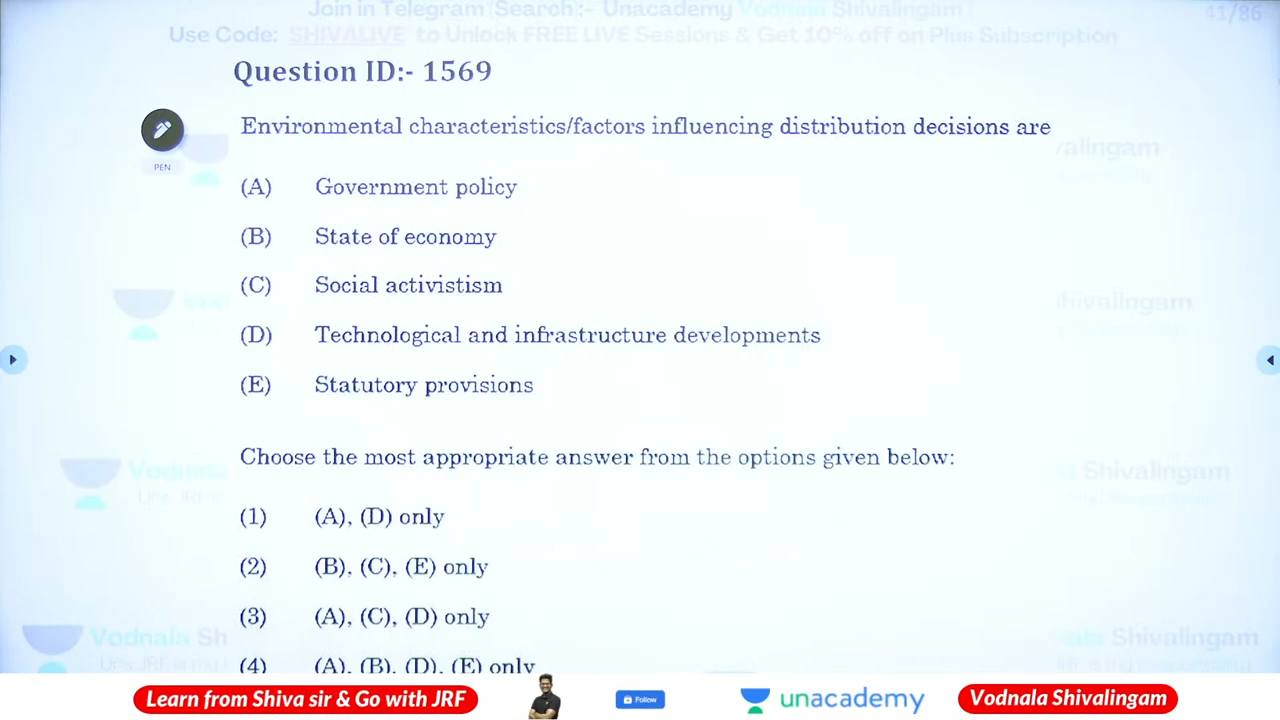 Join in Telegram (Search):- Unacademy Vodnala Shivalingam
41/86
Use Code: SHIVALIVE to Unlock FREE LIVE Sessions & Get 10% off on Plus Subscription
Question ID:- 1569
Environmental characteristics/factors influencing distribution decisions are
PEN
valingam
(A) Government policy
(B) State of economy
(C) Social activistism
Shivalingam
(D) Technological and infrastructure developments
(E) Statutory provisions
Choose the most appropriate answer from the options given below:
Vodnala
Shivalingam
(1) (A), (D) only
(2) (B), (C), (E) only
(3) (A), (C), (D) only
Vodnala Sh
Shivalingam
(4) (A), (B), (D), (E) only
Learn from Shiva sir & Go with JRF
Follow
unacademy
Vodnala Shivalingam